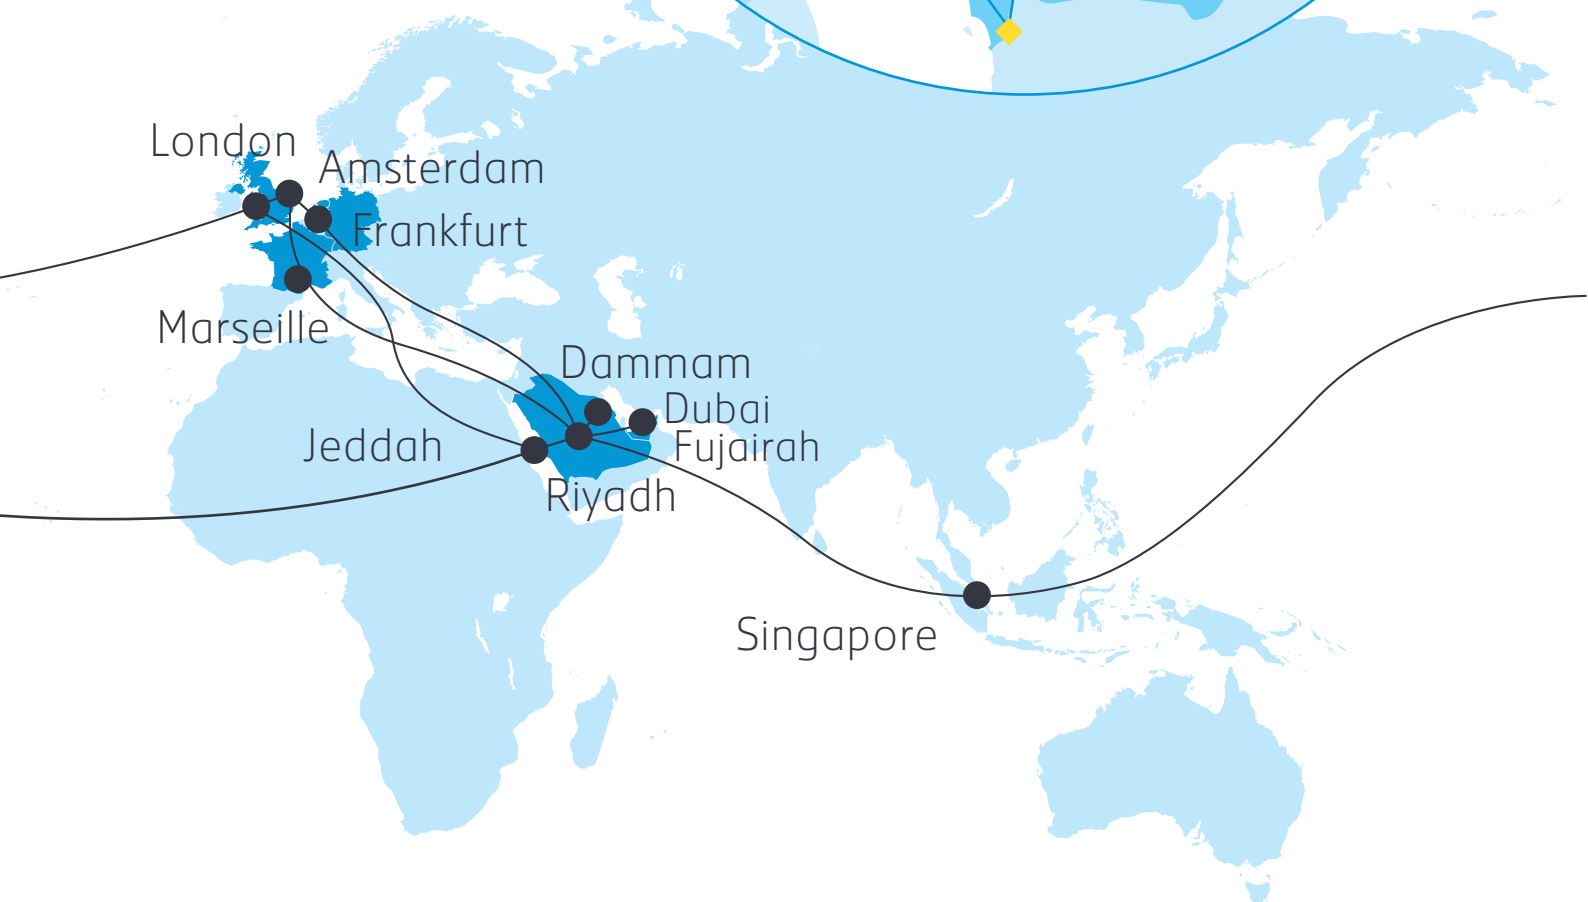 London
Amsterdam
Frankfurt
Marseille
Dammam
Dubai
Fujairah
Jeddah
Riyadh
Singapore